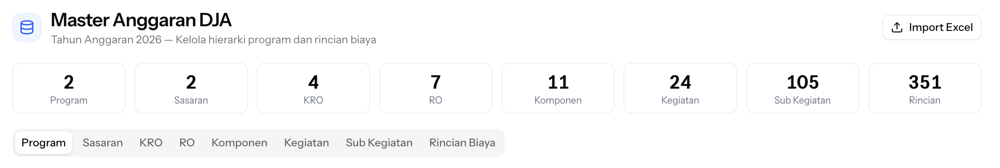 Master Anggaran DJA
Tahun Anggaran 2026 — Kelola hierarki program dan rincian biaya
Import Excel
2
Program
2
Sasaran
4
KRO
7
RO
11
Komponen
24
Kegiatan
105
Sub Kegiatan
351
Rincian
Program Sasaran KRO RO Komponen Kegiatan Sub Kegiatan Rincian Biaya